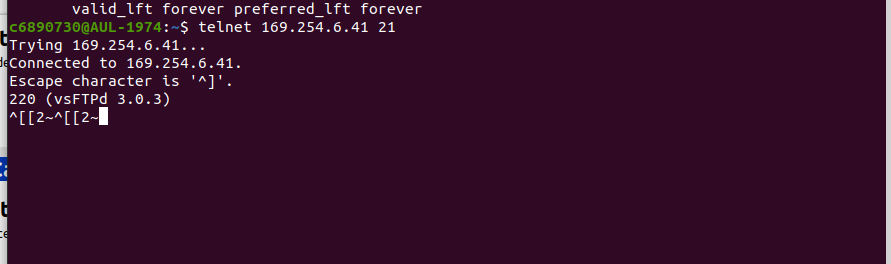 valid_lft forever preferred_lft forever
c6890730@AUL-1974:~$ telnet 169.254.6.41 21
Trying 169.254.6.41...
Connected to 169.254.6.41.
Escape character is '^]'.
220 (vsFTPd 3.0.3)
^[[2~^[[2~